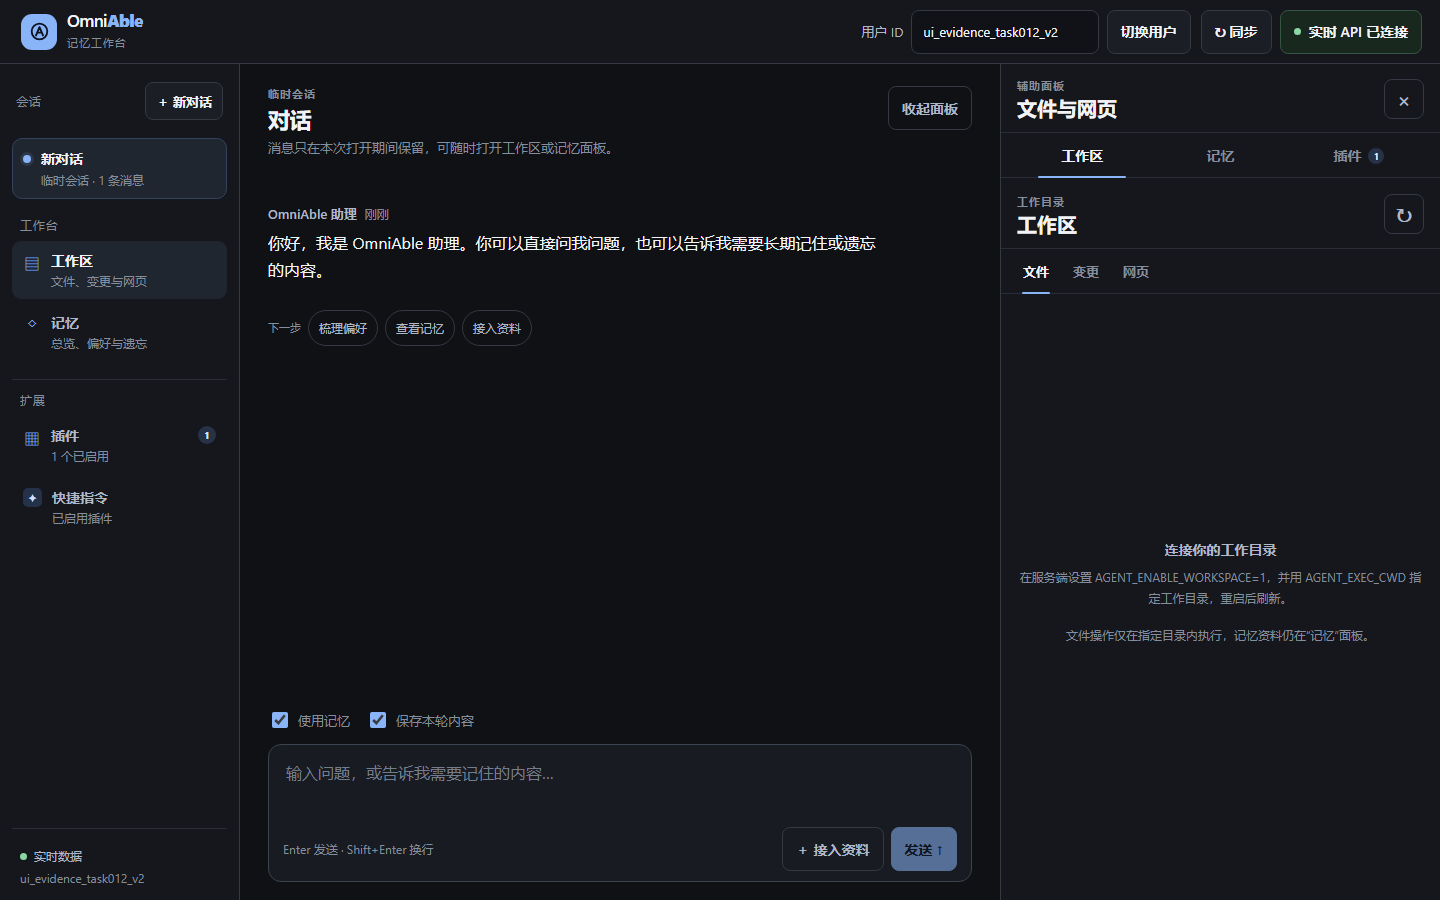 OmniAble
记忆工作台
用户 ID
ui_evidence_task012_v2
切换用户
↻ 同步
实时 API 已连接
会话
+ 新对话
新对话
临时会话 · 1 条消息
工作台
工作区
文件、变更与网页
记忆
总览、偏好与遗忘
扩展
插件
1
1 个已启用
快捷指令
已启用插件
实时数据
ui_evidence_task012_v2
临时会话
对话
消息只在本次打开期间保留，可随时打开工作区或记忆面板。
收起面板
OmniAble 助理 刚刚
你好，我是 OmniAble 助理。你可以直接问我问题，也可以告诉我需要长期记住或遗忘
的内容。
下一步
梳理偏好
查看记忆
接入资料
使用记忆
保存本轮内容
输入问题，或告诉我需要记住的内容...
Enter 发送 · Shift+Enter 换行
+ 接入资料
发送 ↑
辅助面板
文件与网页
×
工作区
记忆
插件 1
工作目录
工作区
↻
文件
变更
网页
连接你的工作目录
在服务端设置 AGENT_ENABLE_WORKSPACE=1，并用 AGENT_EXEC_CWD 指
定工作目录，重启后刷新。
文件操作仅在指定目录内执行，记忆资料仍在“记忆”面板。